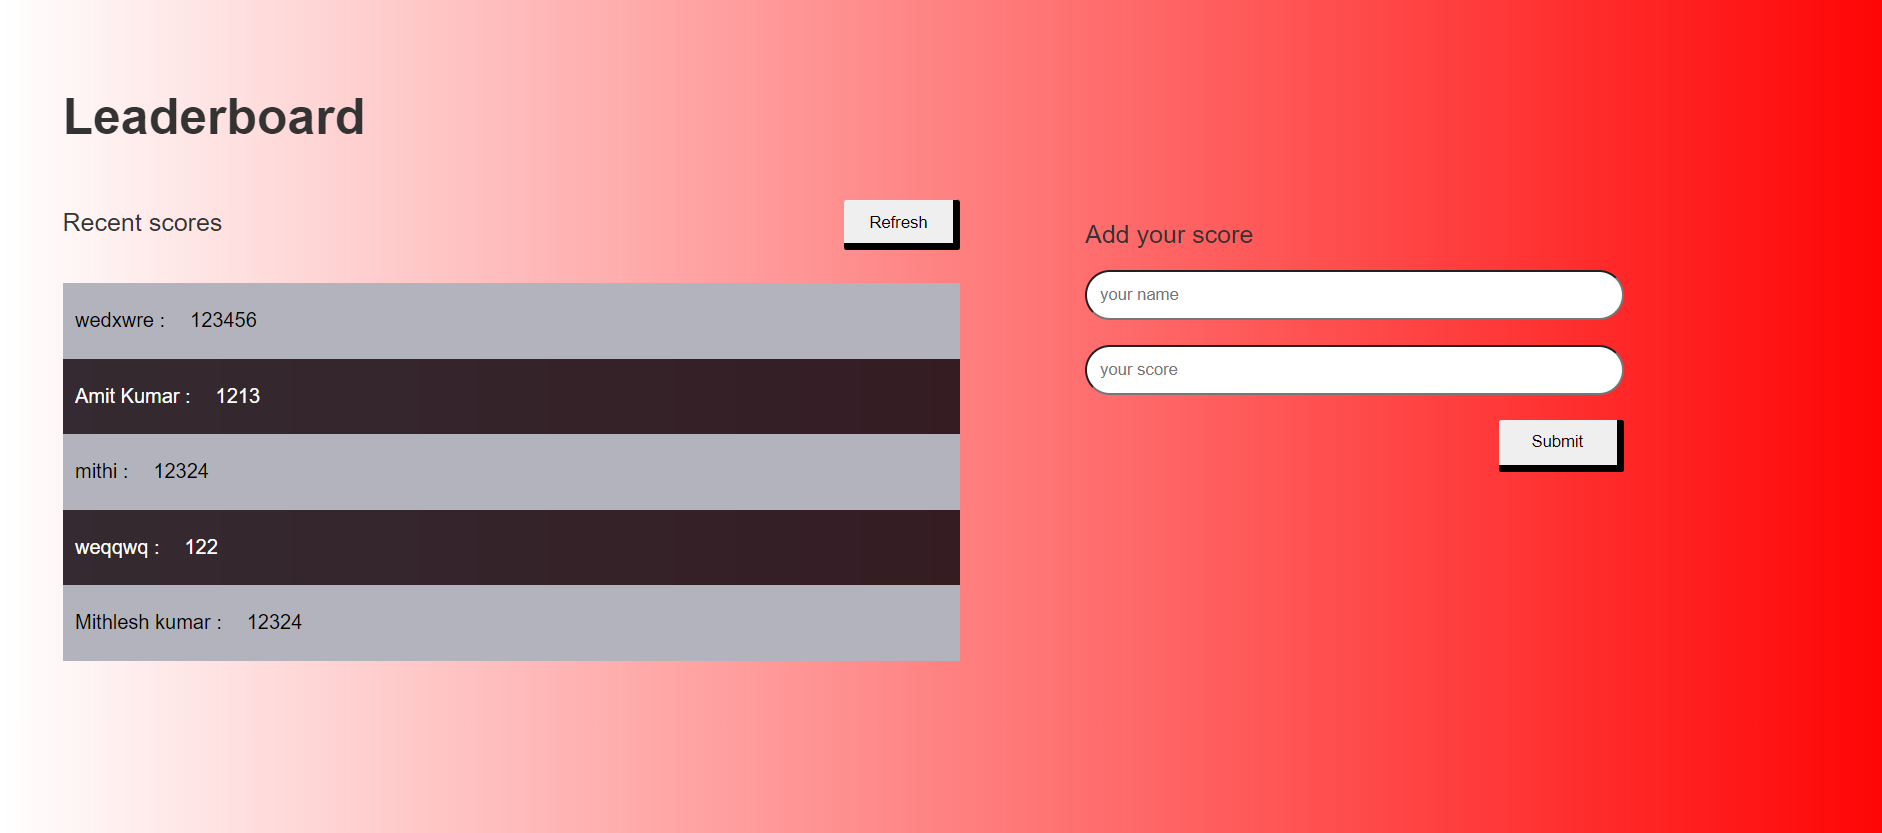 Leaderboard
Recent scores
Refresh
wedxwre : 123456
Amit Kumar : 1213
mithi : 12324
weqqwq : 122
Mithlesh kumar : 12324
Add your score
your name
your score
Submit